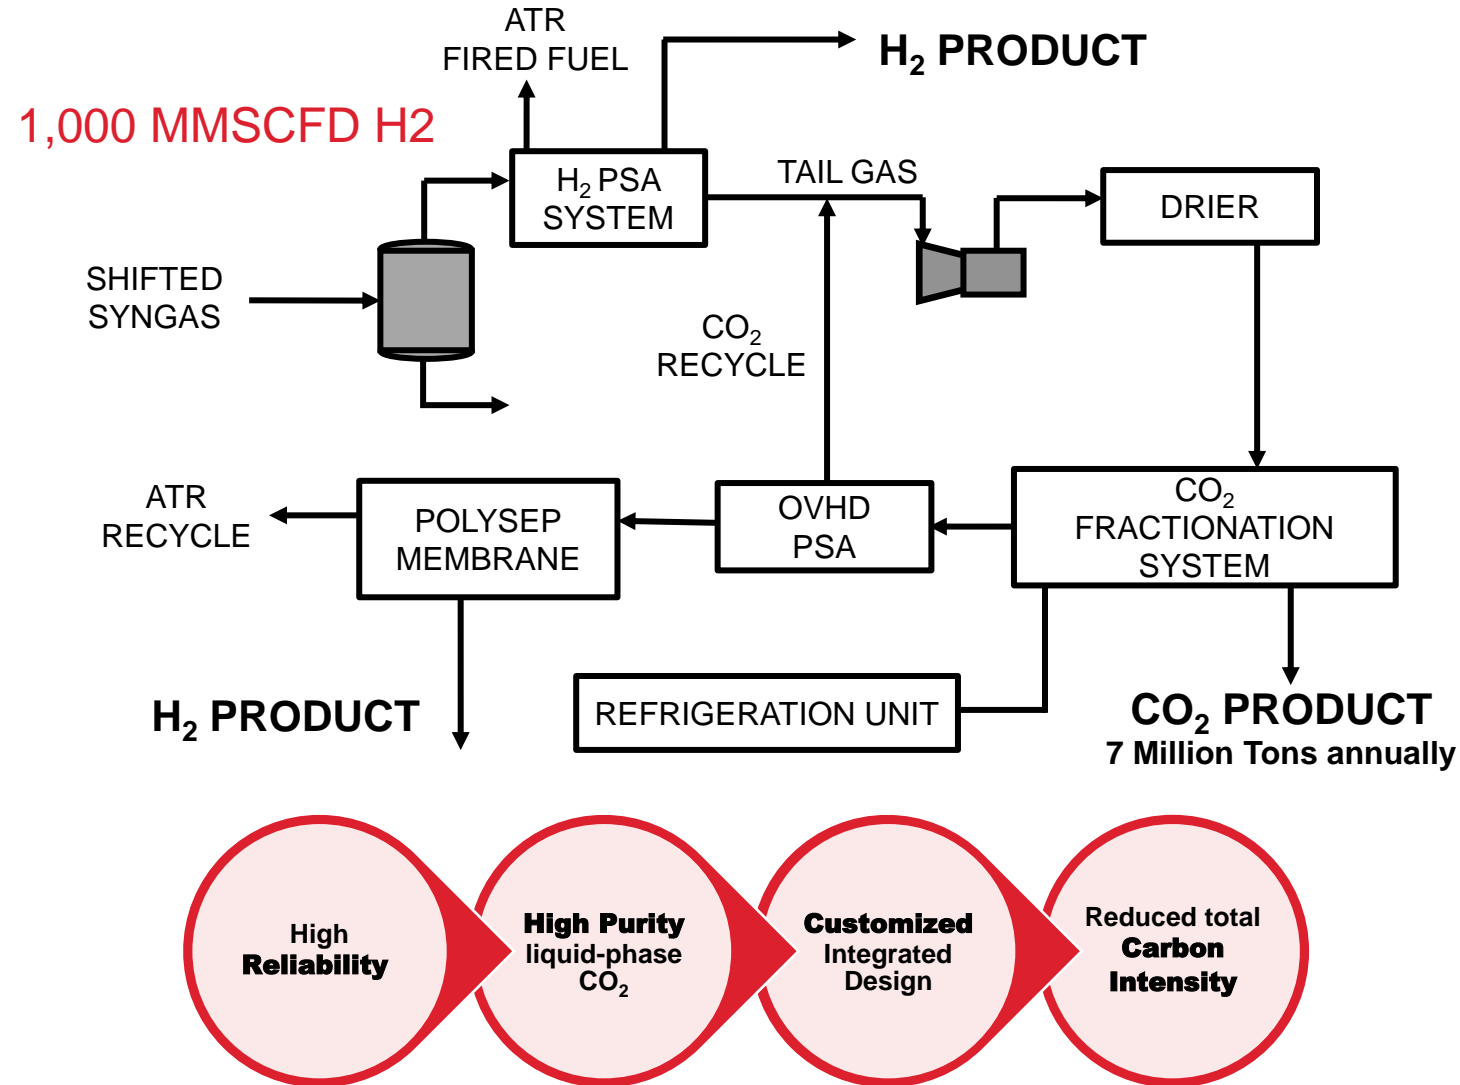 ATR
FIRED FUEL
H₂ PRODUCT
1,000 MMSCFD H2
H₂ PSA
SYSTEM
TAIL GAS
DRIER
SHIFTED
SYNGAS
CO₂
RECYCLE
ATR
RECYCLE
POLYSEP
MEMBRANE
OVHD
PSA
CO₂
FRACTIONATION
SYSTEM
H₂ PRODUCT
REFRIGERATION UNIT
CO₂ PRODUCT
7 Million Tons annually
High
Reliability
High Purity
liquid-phase
CO₂
Customized
Integrated
Design
Reduced total
Carbon
Intensity